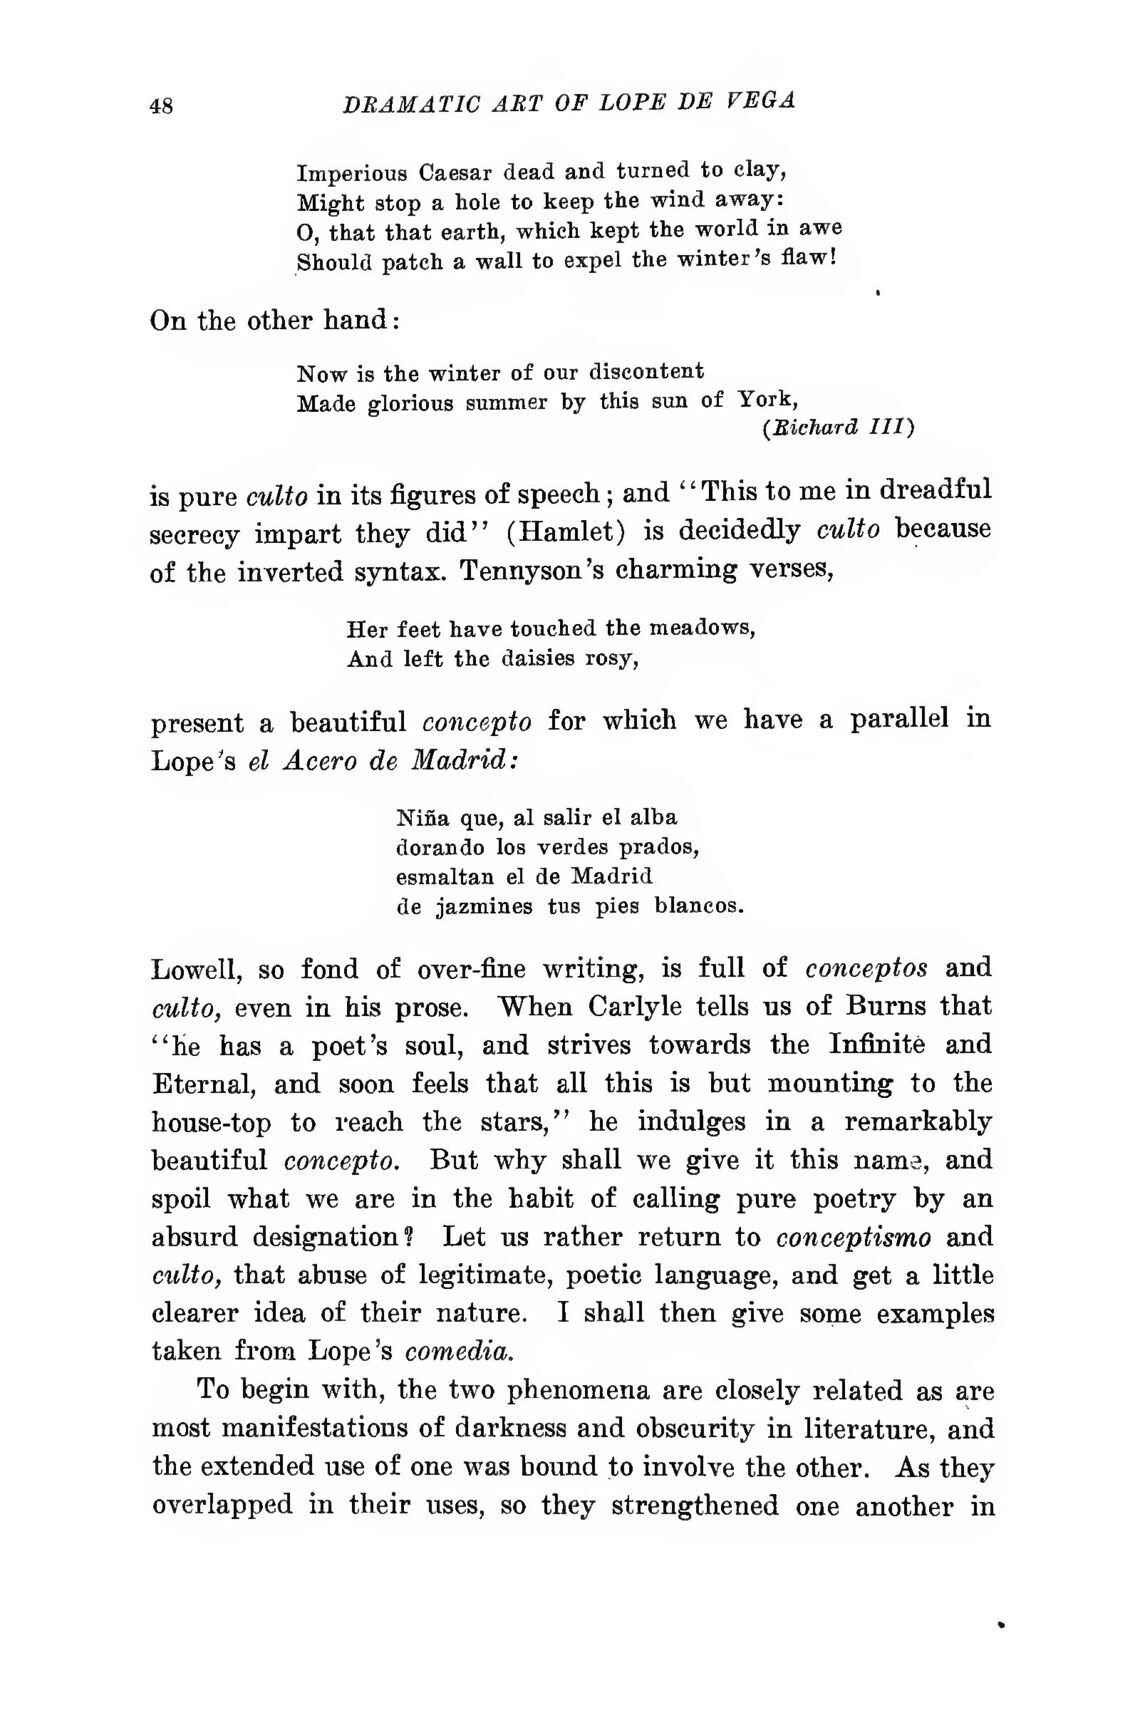 48 DRAMATIC ART OF LOPE DE VEGA
Imperious Caesar dead and turned to clay,
Might stop a hole to keep the wind away:
O, that that earth, which kept the world in awe
Should patch a wall to expel the winter's flaw!
On the other hand:
Now is the winter of our discontent
Made glorious summer by this sun of York,
(Richard III)
is pure culto in its figures of speech; and "This to me in dreadful
secrecy impart they did" (Hamlet) is decidedly culto because
of the inverted syntax. Tennyson's charming verses,
Her feet have touched the meadows,
And left the daisies rosy,
present a beautiful concepto for which we have a parallel in
Lope's el Acero de Madrid:
Niña que, al salir el alba
dorando los verdes prados,
esmaltan el de Madrid
de jazmines tus pies blancos.
Lowell, so fond of over-fine writing, is full of conceptos and
culto, even in his prose. When Carlyle tells us of Burns that
"he has a poet's soul, and strives towards the Infinite and
Eternal, and soon feels that all this is but mounting to the
house-top to reach the stars," he indulges in a remarkably
beautiful concepto. But why shall we give it this name, and
spoil what we are in the habit of calling pure poetry by an
absurd designation? Let us rather return to conceptismo and
culto, that abuse of legitimate, poetic language, and get a little
clearer idea of their nature. I shall then give some examples
taken from Lope's comedia.
To begin with, the two phenomena are closely related as are
most manifestations of darkness and obscurity in literature, and
the extended use of one was bound to involve the other. As they
overlapped in their uses, so they strengthened one another in